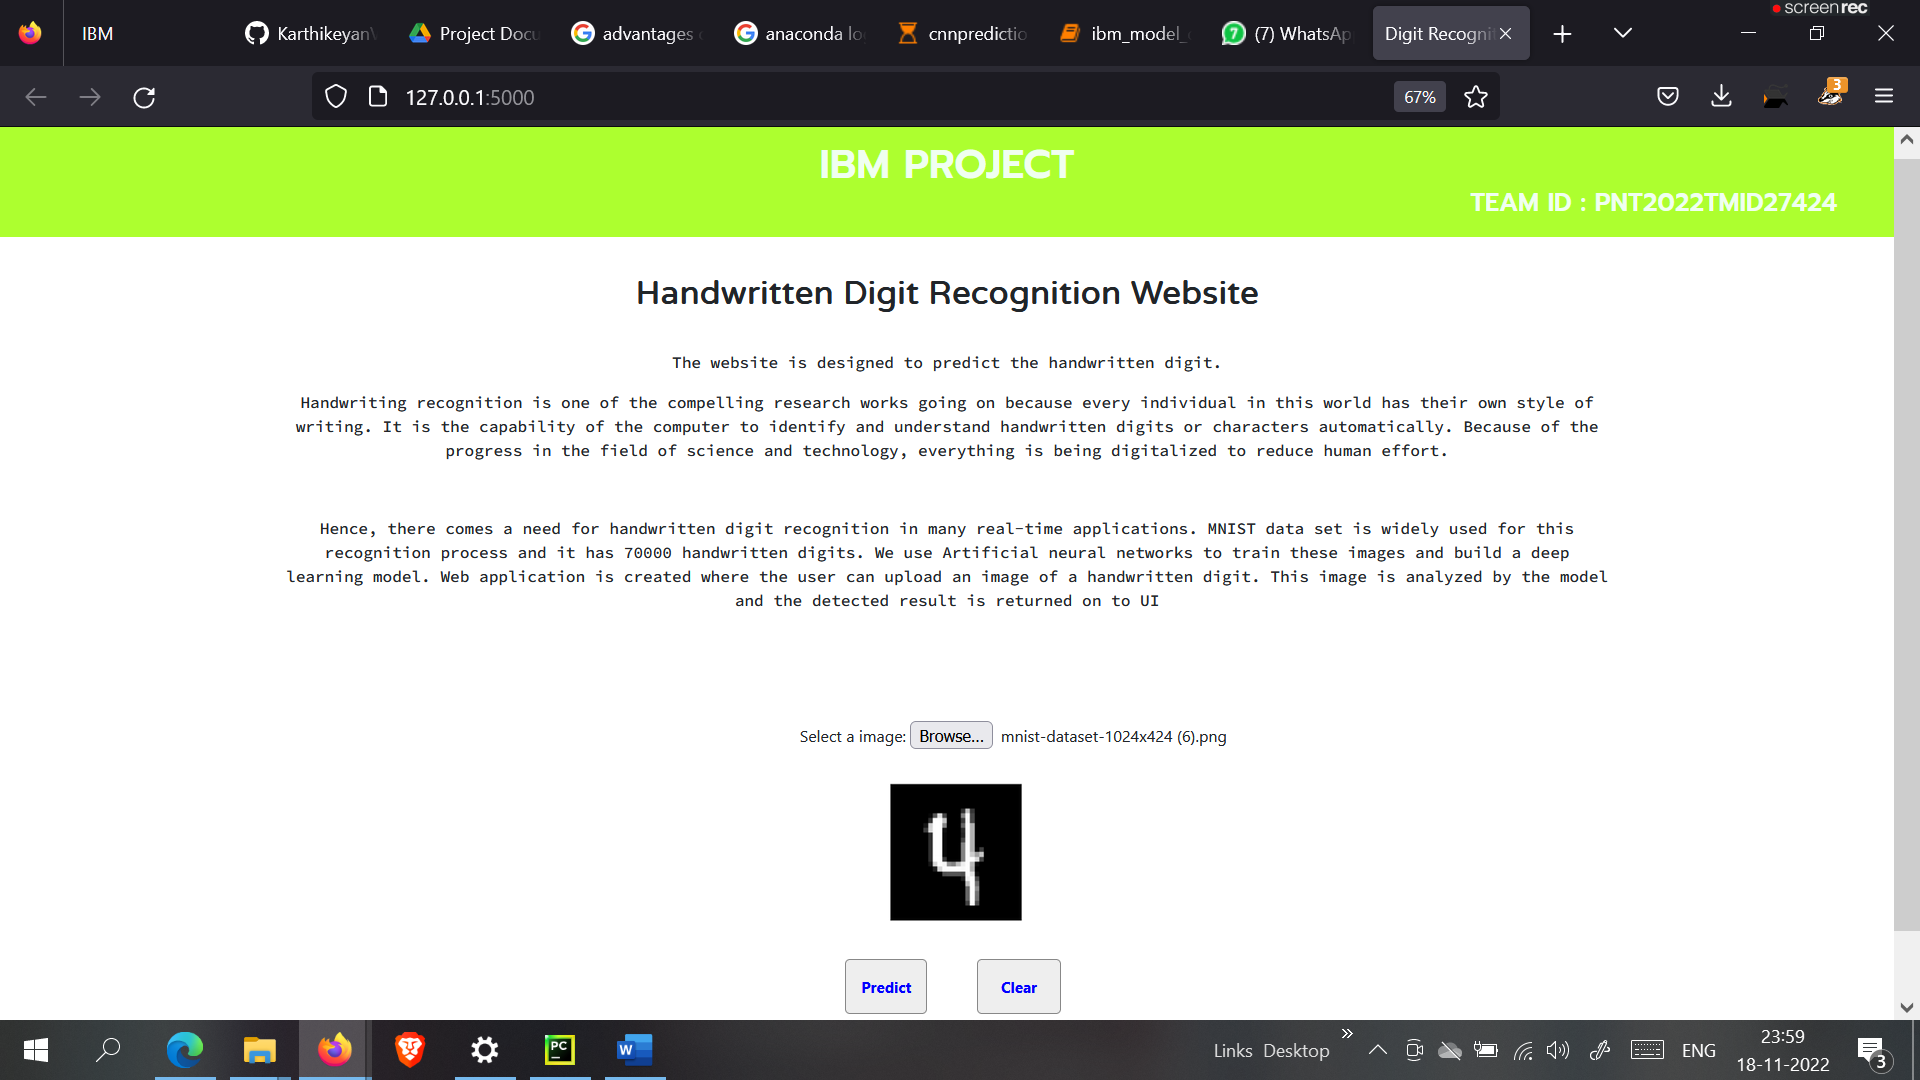 screenrec
IBM
Karthikeyan
Project Docu
advantages
anaconda lo
cnnpredictio
ibm_model_
(7) WhatsAp
Digit Recogni
127.0.0.1:5000
67%
3
IBM PROJECT
TEAM ID : PNT2022TMID27424
Handwritten Digit Recognition Website
The website is designed to predict the handwritten digit.
Handwriting recognition is one of the compelling research works going on because every individual in this world has their own style of
writing. It is the capability of the computer to identify and understand handwritten digits or characters automatically. Because of the
progress in the field of science and technology, everything is being digitalized to reduce human effort.
Hence, there comes a need for handwritten digit recognition in many real-time applications. MNIST data set is widely used for this
recognition process and it has 70000 handwritten digits. We use Artificial neural networks to train these images and build a deep
learning model. Web application is created where the user can upload an image of a handwritten digit. This image is analyzed by the model
and the detected result is returned on to UI
Select a image: Browse... mnist-dataset-1024x424 (6).png
4
Predict Clear
Links Desktop
ENG
23:59
18-11-2022
3